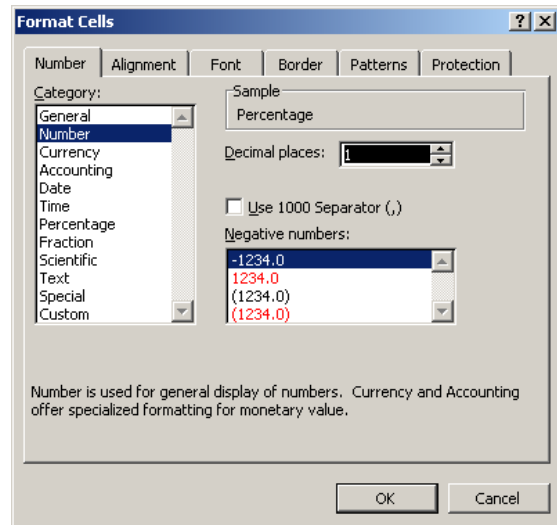 Format Cells
Number Alignment Font Border Patterns Protection
Category:
General
Number
Currency
Accounting
Date
Time
Percentage
Fraction
Scientific
Text
Special
Custom
Sample
Percentage
Decimal places: 1
Use 1000 Separator (,)
Negative numbers:
-1234.0
1234.0
(1234.0)
(1234.0)
Number is used for general display of numbers. Currency and Accounting
offer specialized formatting for monetary value.
OK Cancel